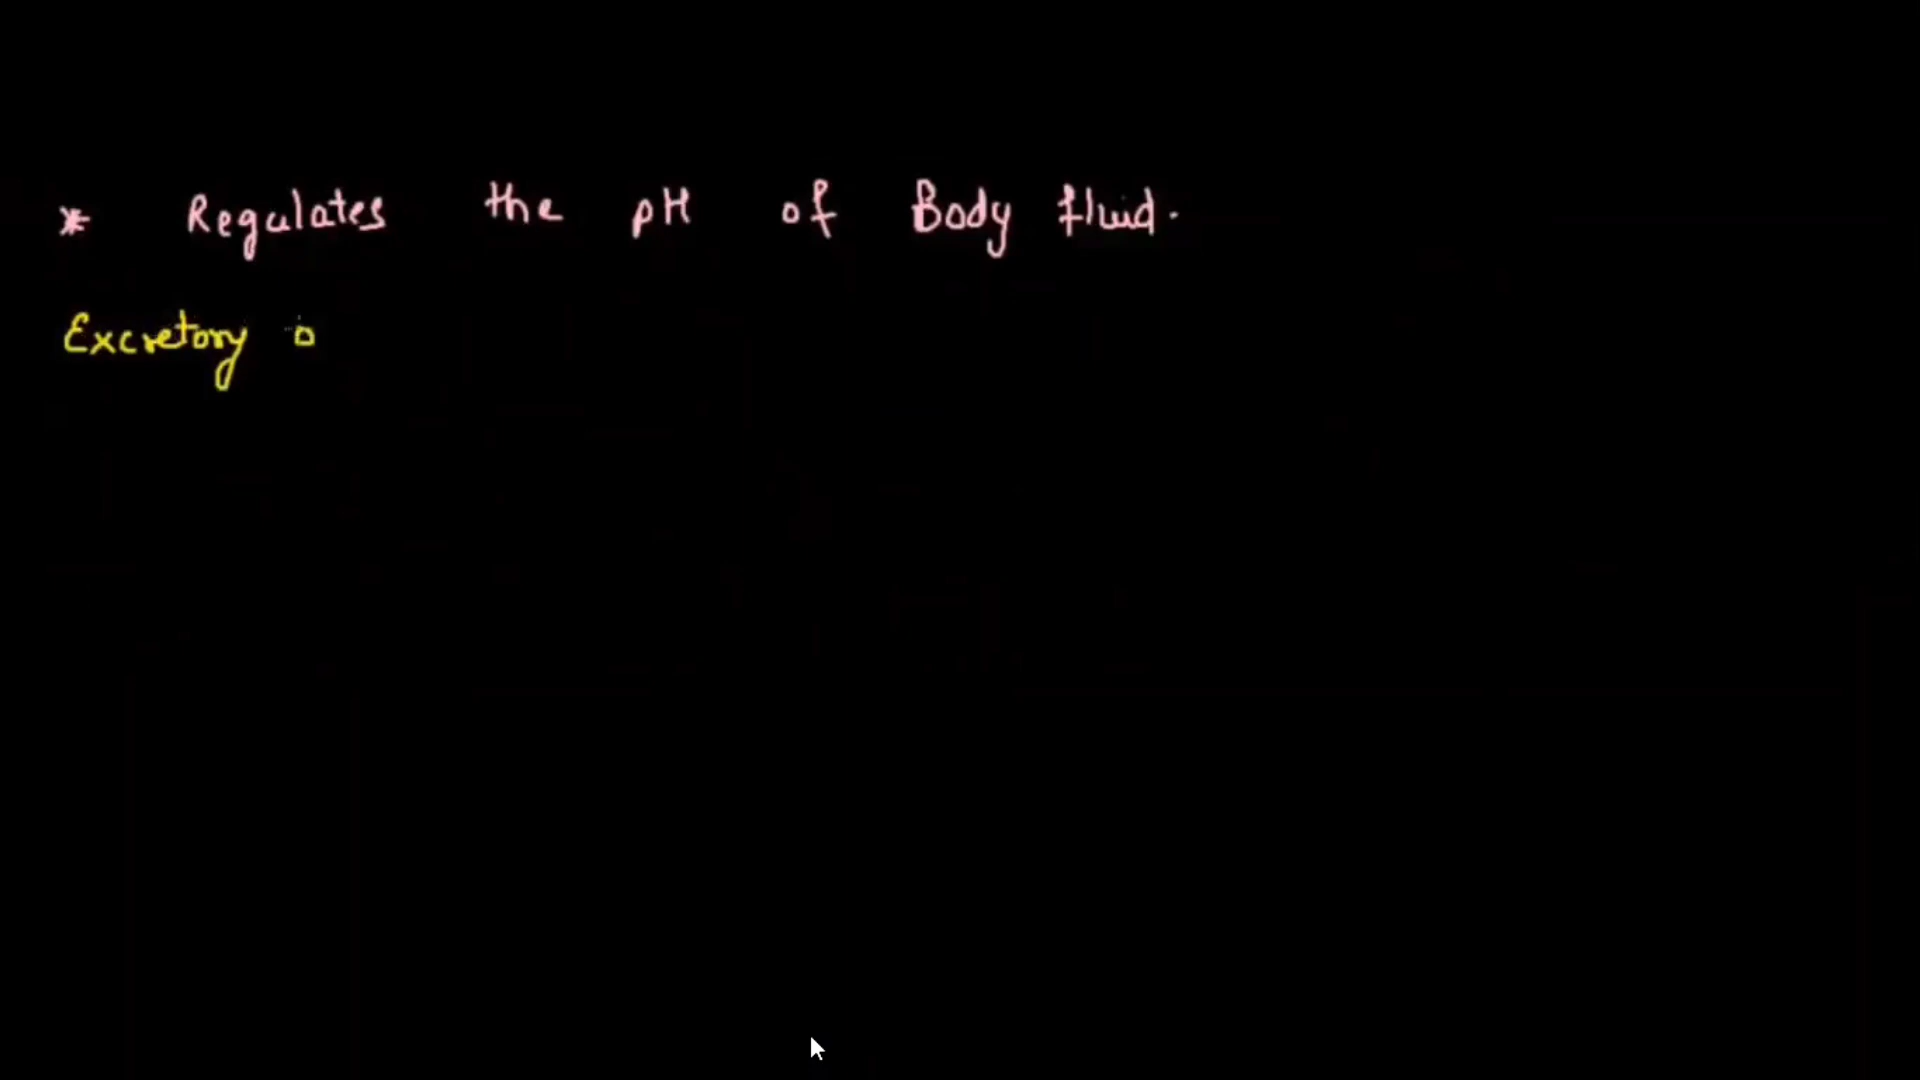 * Regulates the pH of Body fluid.
Excretory o